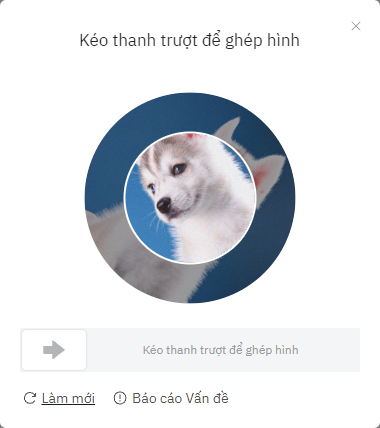 Kéo thanh trượt để ghép hình
Kéo thanh trượt để ghép hình
Làm mới
Báo cáo Vấn đề